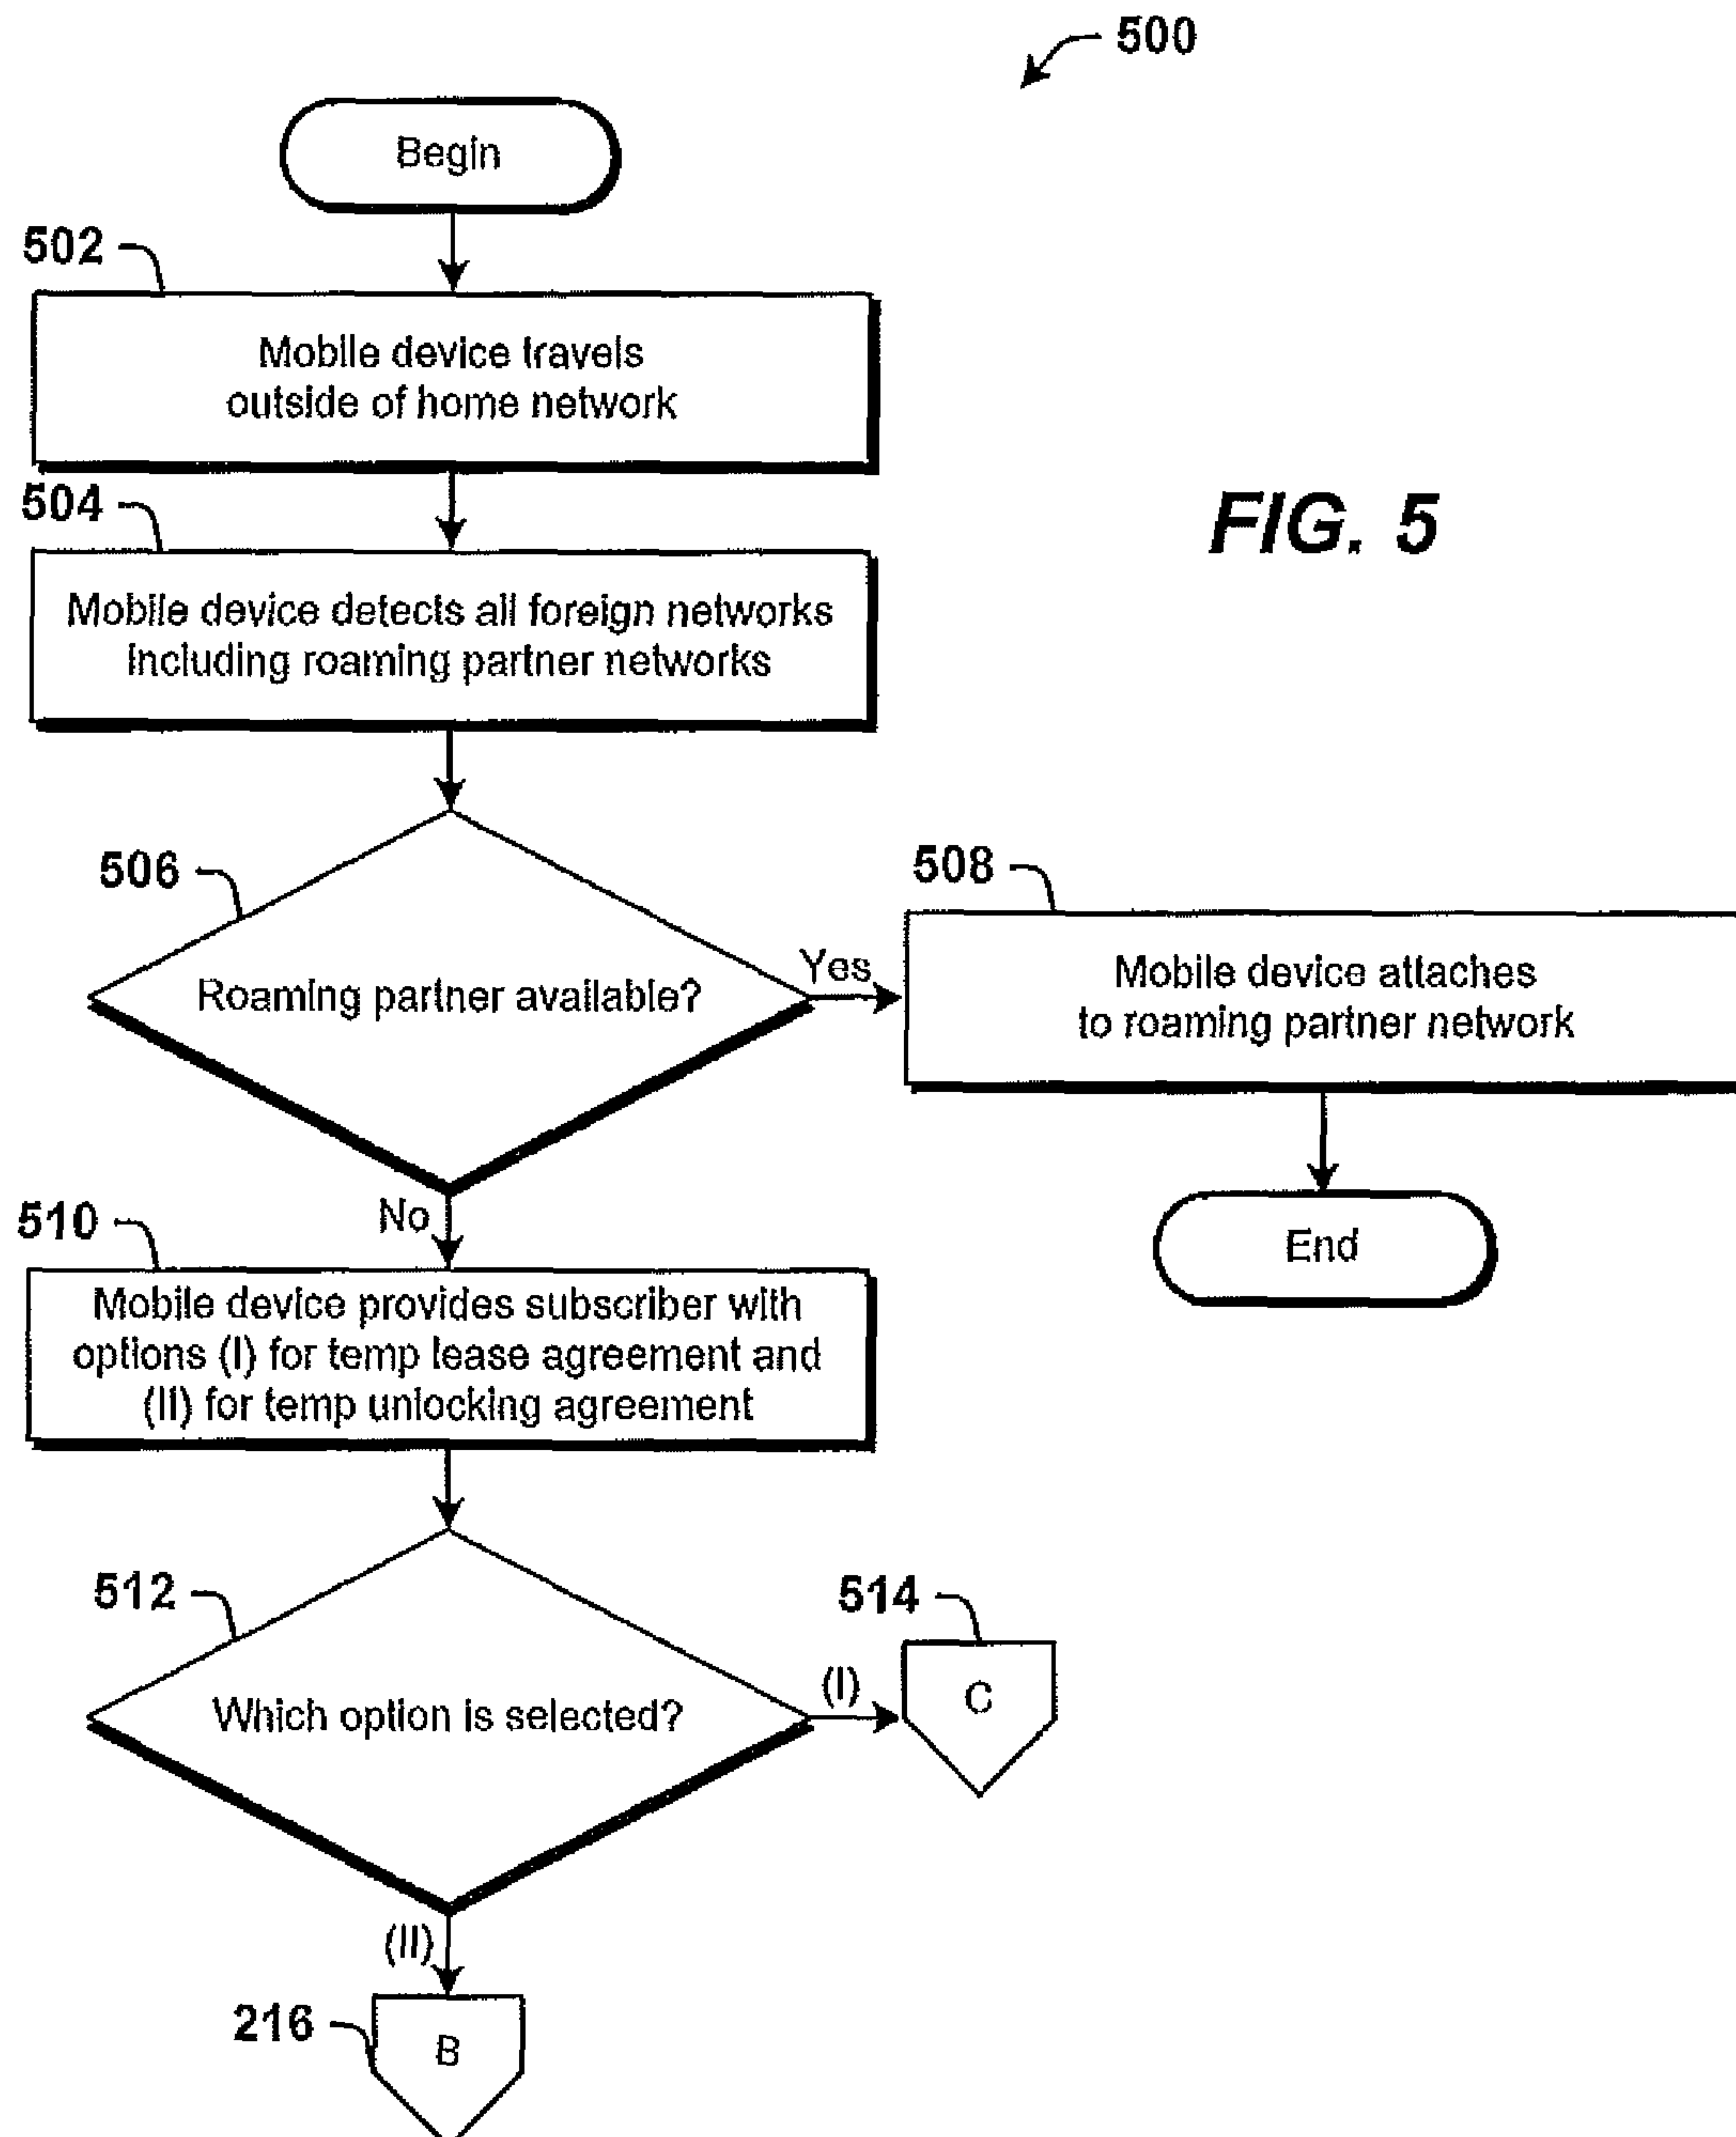 500
Begin
502
Mobile device travels
outside of home network
504
FIG. 5
Mobile device detects all foreign networks
including roaming partner networks
506
508
Roaming partner available?
Yes
Mobile device attaches
to roaming partner network
No
End
510
Mobile device provides subscriber with
options (I) for temp lease agreement and
(II) for temp unlocking agreement
512
514
Which option is selected?
(I)
C
(II)
216
B